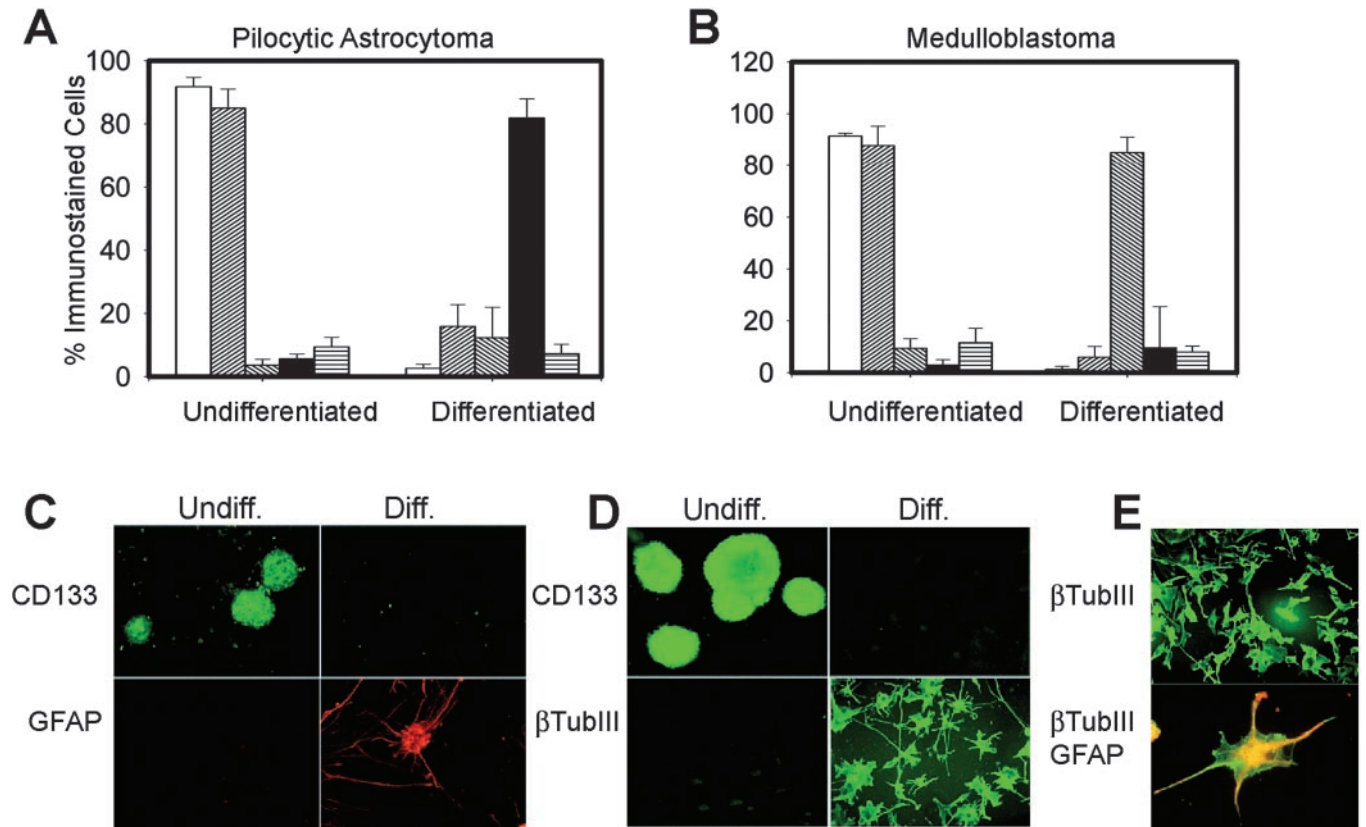 A
Pilocytic Astrocytoma
% Immunostained Cells
100
80
60
40
20
0
Undifferentiated
Differentiated
B
Medulloblastoma
120
100
80
60
40
20
0
Undifferentiated
Differentiated
C
Undiff.
Diff.
CD133
GFAP
D
Undiff.
Diff.
CD133
βTubIII
E
βTubIII
βTubIII
GFAP